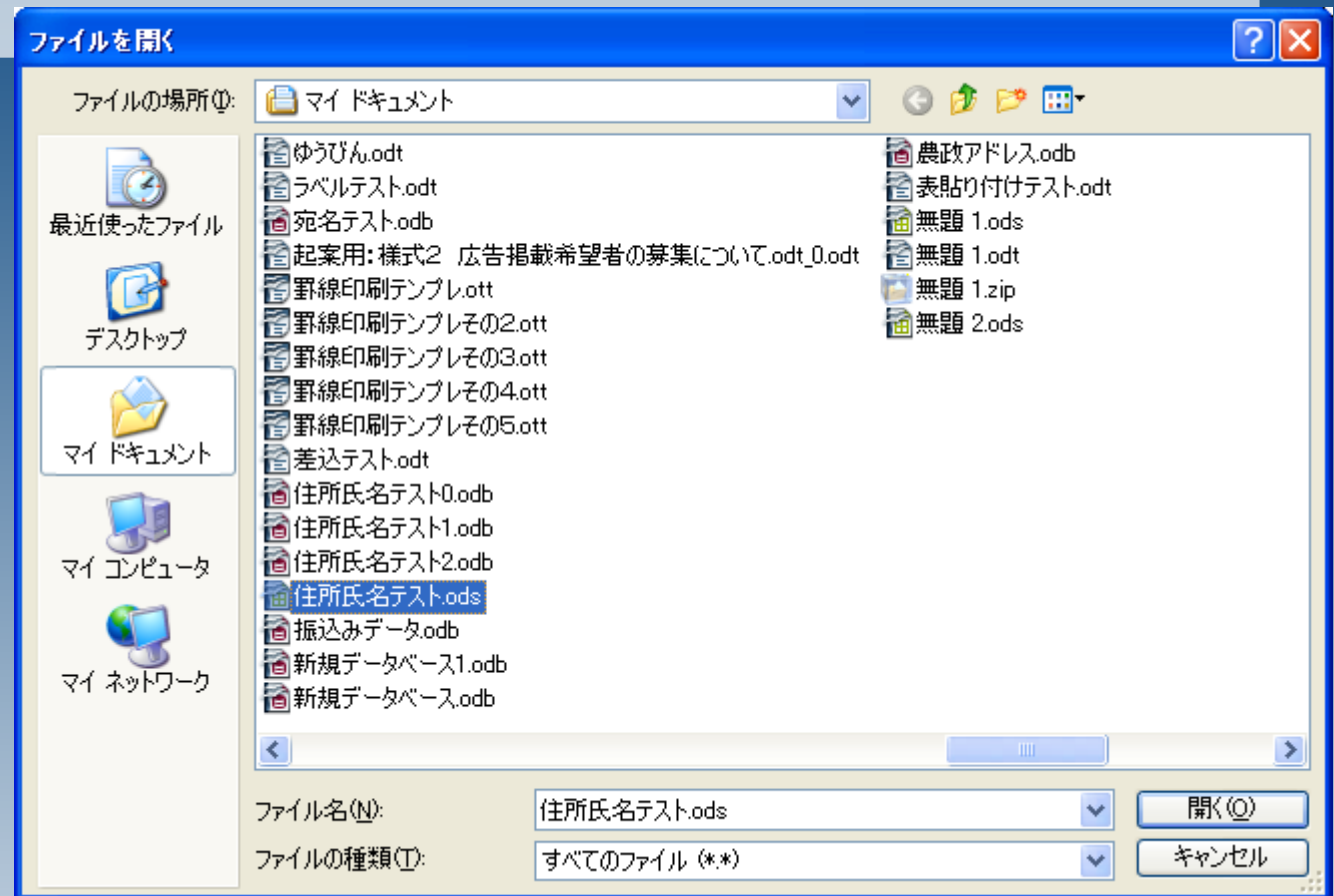 ファイルを開く
ファイルの場所(I):
マイ ドキュメント
最近使ったファイル
デスクトップ
マイ ドキュメント
マイ コンピュータ
マイ ネットワーク
ゆうびん.odt
ラベルテスト.odt
宛名テスト.odb
起案用:様式2 広告掲載希望者の募集について.odt_0.odt
罫線印刷テンプレ.ott
罫線印刷テンプレその2.ott
罫線印刷テンプレその3.ott
罫線印刷テンプレその4.ott
罫線印刷テンプレその5.ott
差込テスト.odt
住所氏名テスト0.odb
住所氏名テスト1.odb
住所氏名テスト2.odb
住所氏名テスト.ods
振込みデータ.odb
新規データベース1.odb
新規データベース.odb
農政アドレス.odb
表貼り付けテスト.odt
無題 1.ods
無題 1.odt
無題 1.zip
無題 2.ods
ファイル名(N):
住所氏名テスト.ods
開く(O)
ファイルの種類(T):
すべてのファイル (*.*)
キャンセル